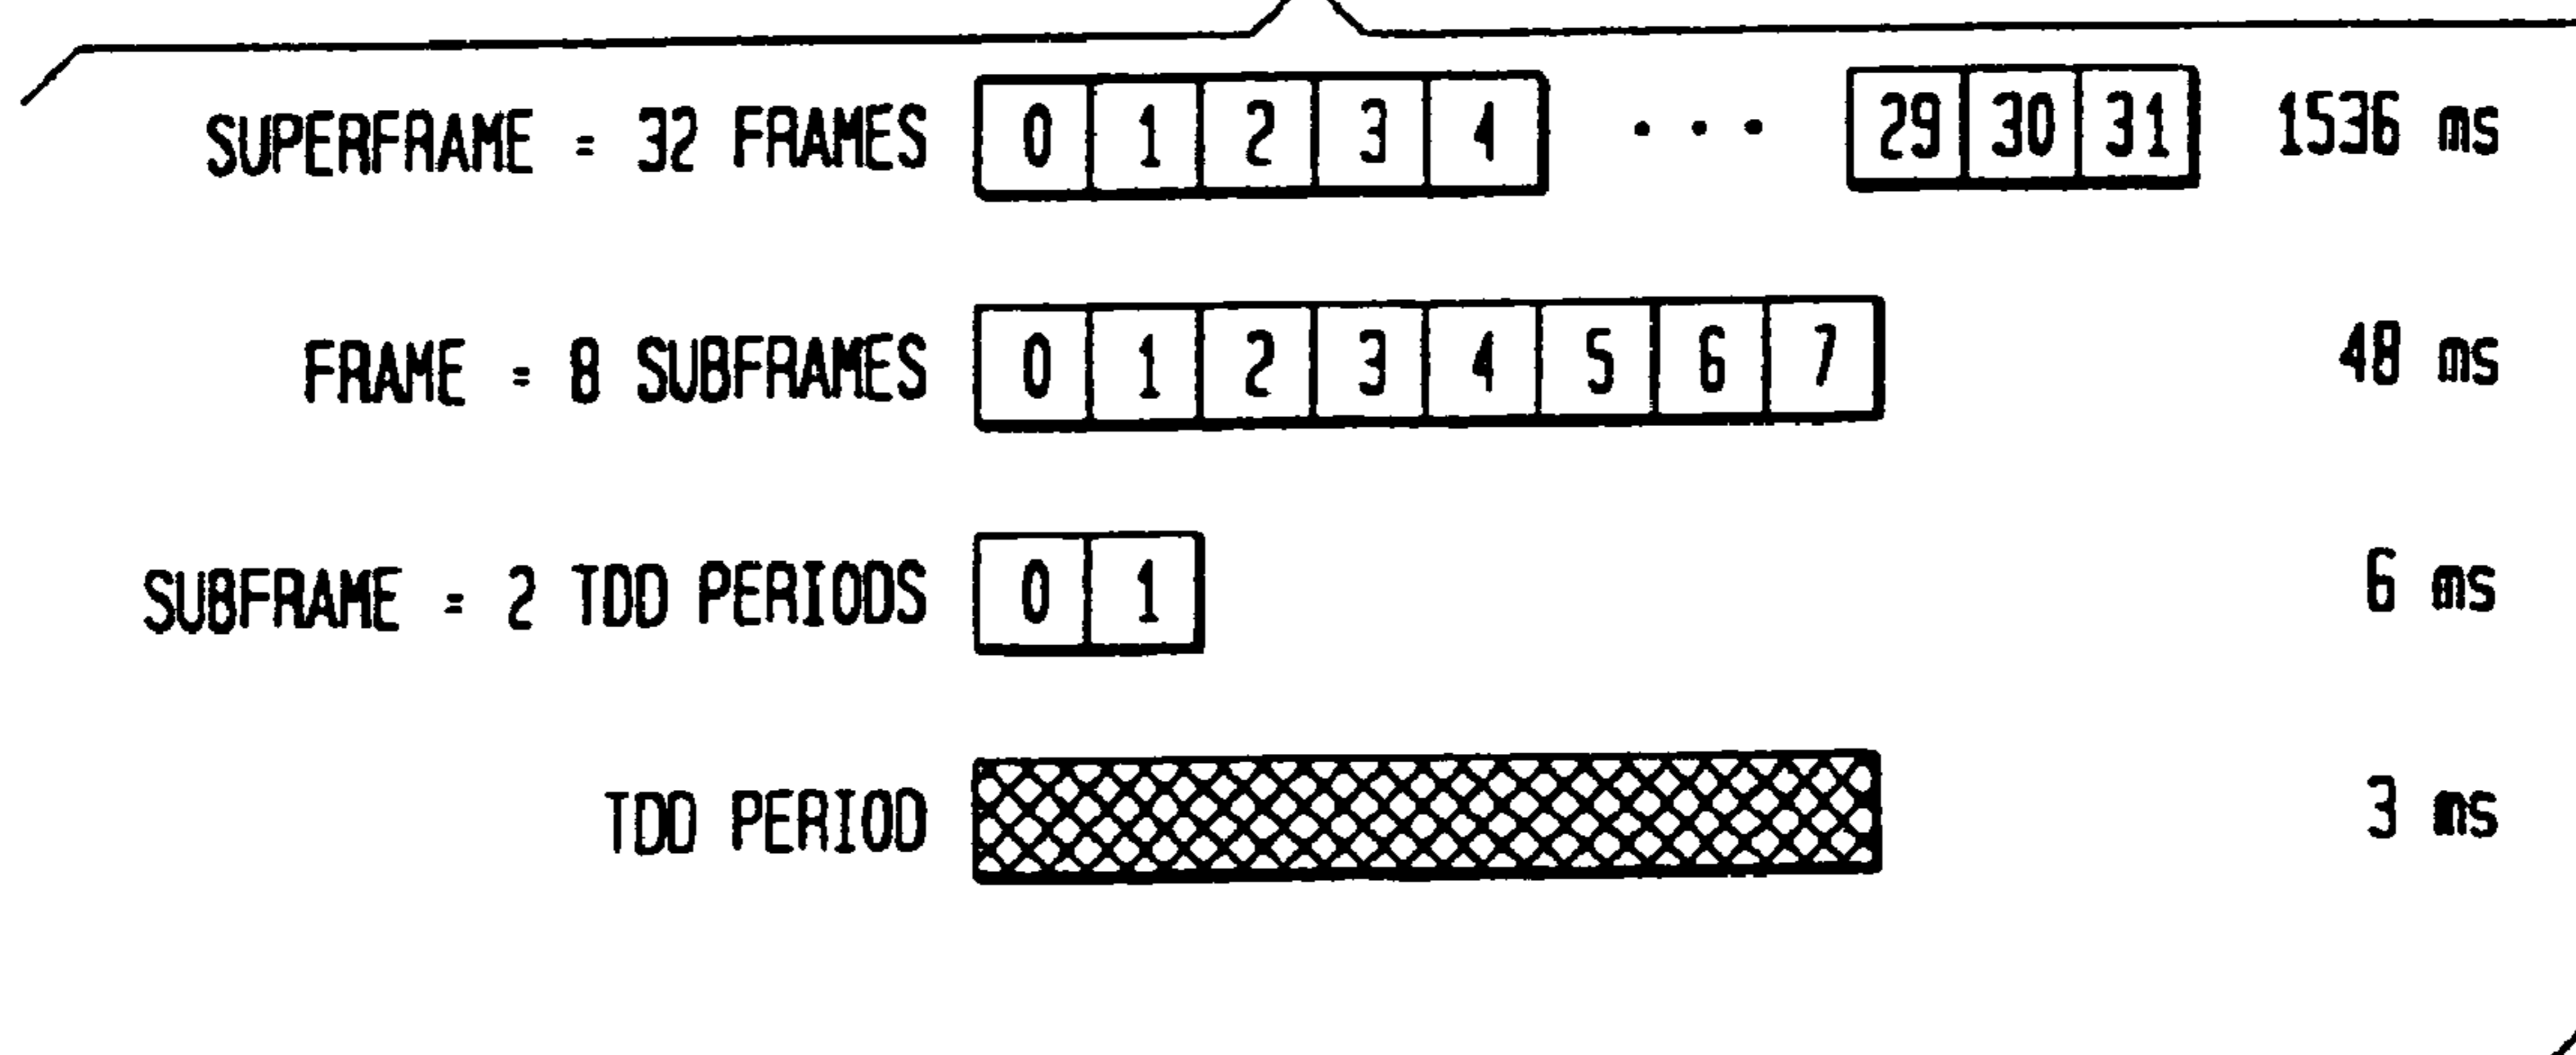 SUPERFRAME = 32 FRAMES 0 1 2 3 4 • • • 29 30 31 1536 ms
FRAME = 8 SUBFRAMES 0 1 2 3 4 5 6 7 48 ms
SUBFRAME = 2 TDD PERIODS 0 1 6 ms
TDD PERIOD 3 ms